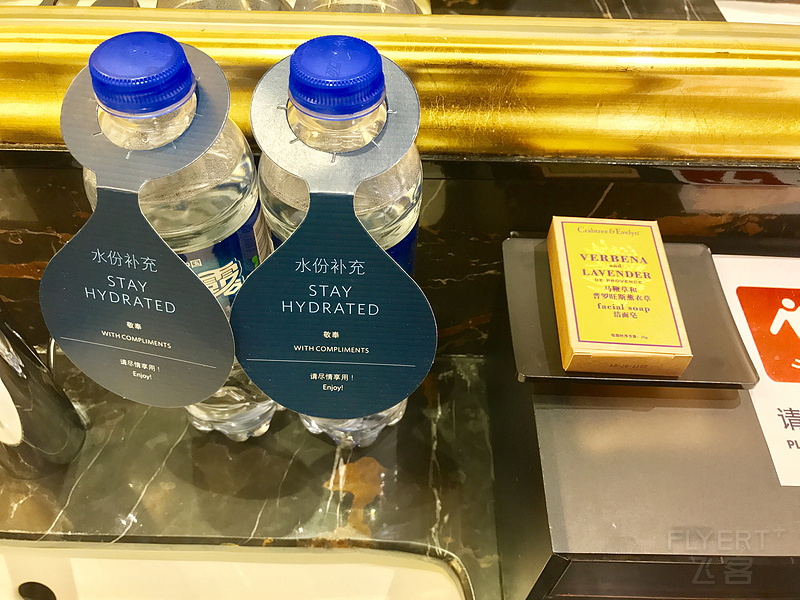 水份补充
STAY
HYDRATED
敬奉
WITH COMPLIMENTS
请尽情享用！
Enjoy!
水份补充
STAY
HYDRATED
敬奉
WITH COMPLIMENTS
请尽情享用！
Enjoy!
露
Crabtree & Evelyn
VERBENA
and
LAVENDER
DE PROVENCE
马鞭草和
普罗旺斯薰衣草
facial soap
洁面皂
请
PL
FLYERT+
飞客